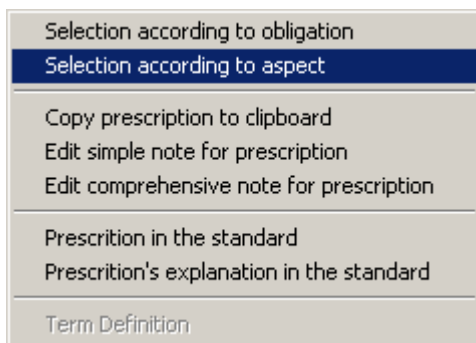 Selection according to obligation
Selection according to aspect
Copy prescription to clipboard
Edit simple note for prescription
Edit comprehensive note for prescription
Prescrition in the standard
Prescrition's explanation in the standard
Term Definition